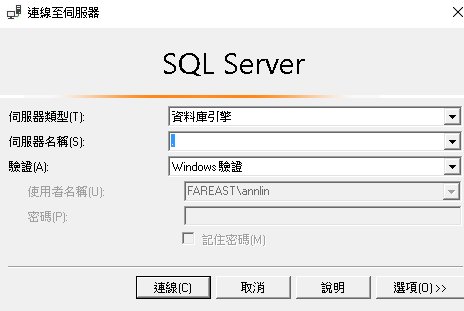 連線至伺服器
SQL Server
伺服器類型(T): 資料庫引擎
伺服器名稱(S): .
驗證(A): Windows 驗證
使用者名稱(U): FAREAST\annlin
密碼(P):
記住密碼(M)
連線(C) 取消 說明 選項(O) >>